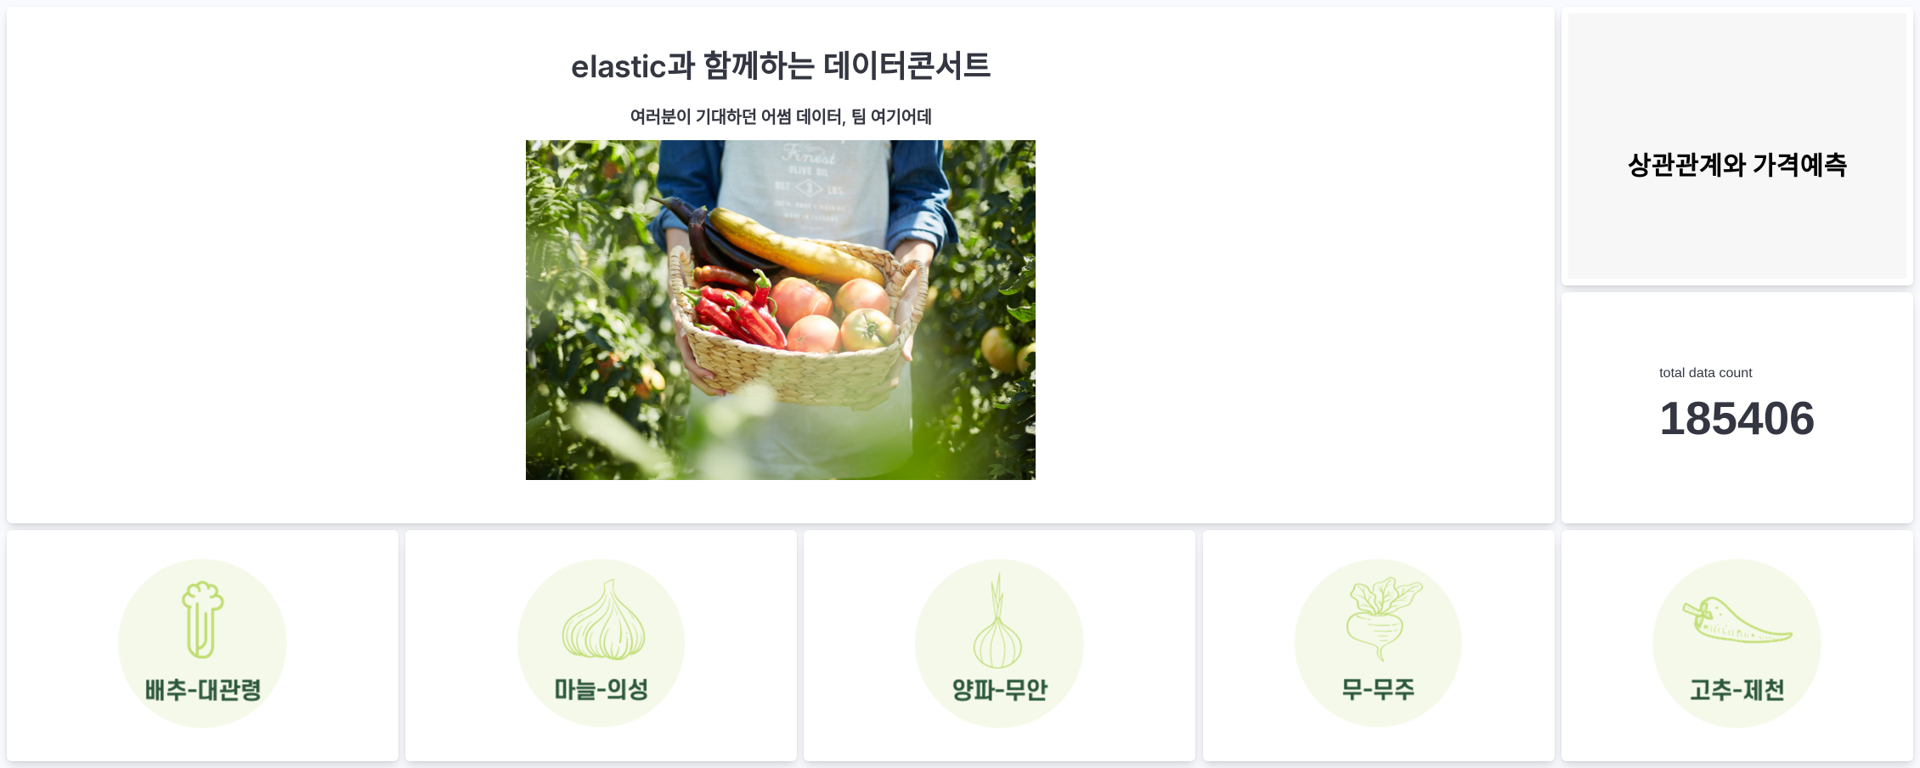 elastic과 함께하는 데이터콘서트
여러분이 기대하던 어썸 데이터, 팀 여기어데
Finest
OLIVE OIL
상관관계와 가격예측
total data count
185406
배추-대관령
마늘-의성
양파-무안
무-무주
고추-제천